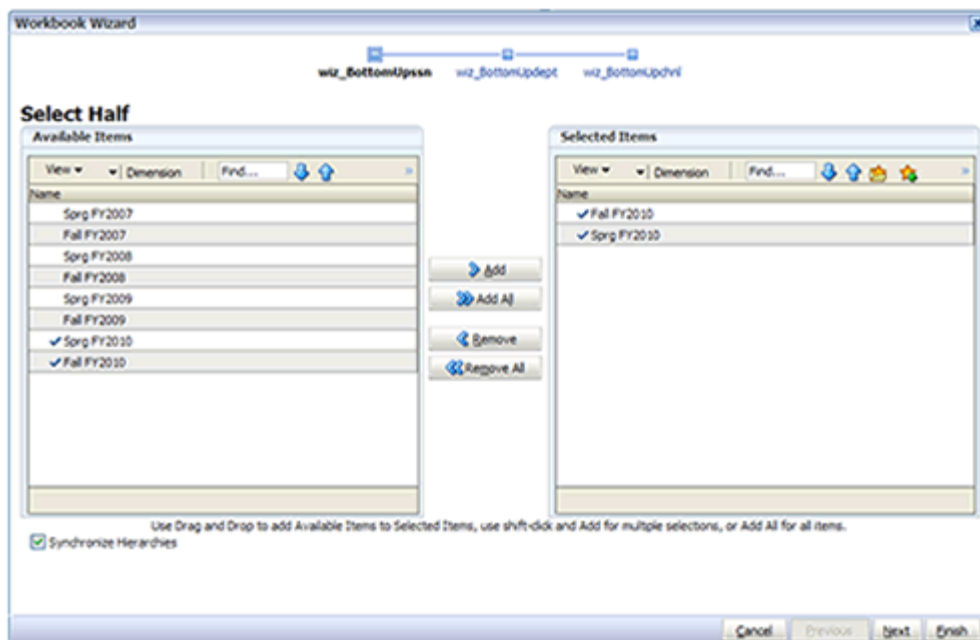 Workbook Wizard
wiz_BottomUpssn wiz_BottomUpdept wiz_BottomUpchnl
Select Half
Available Items
View Dimension Find...
Name
Sprg FY2007
Fall FY2007
Sprg FY2008
Fall FY2008
Sprg FY2009
Fall FY2009
Sprg FY2010
Fall FY2010
Add
Add All
Remove
Remove All
Selected Items
View Dimension Find...
Name
Fall FY2010
Sprg FY2010
Use Drag and Drop to add Available Items to Selected Items, use shift-click and Add for multiple selections, or Add All for all items.
Synchronize Hierarchies
Cancel Previous Next Finish